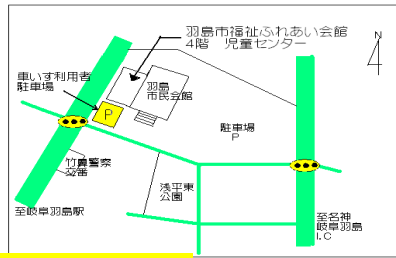 羽島市福祉ふれあい会館
4階　児童センター
N
車いす利用者
駐車場
羽島
市民会館
P
駐車場
P
竹鼻警察
交番
浅平東
公園
至岐阜羽島駅
至名神
岐阜羽島
I.C